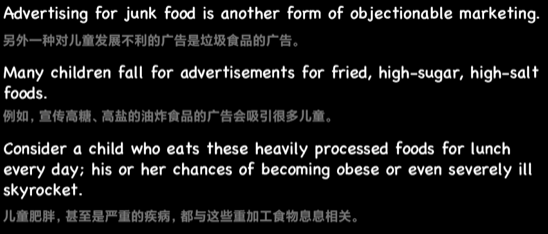 Advertising for junk food is another form of objectionable marketing.
另外一种对儿童发展不利的广告是垃圾食品的广告。
Many children fall for advertisements for fried, high-sugar, high-salt
foods.
例如，宣传高糖、高盐的油炸食品的广告会吸引很多儿童。
Consider a child who eats these heavily processed foods for lunch
every day; his or her chances of becoming obese or even severely ill
skyrocket.
儿童肥胖，甚至是严重的疾病，都与这些重加工食物息息相关。